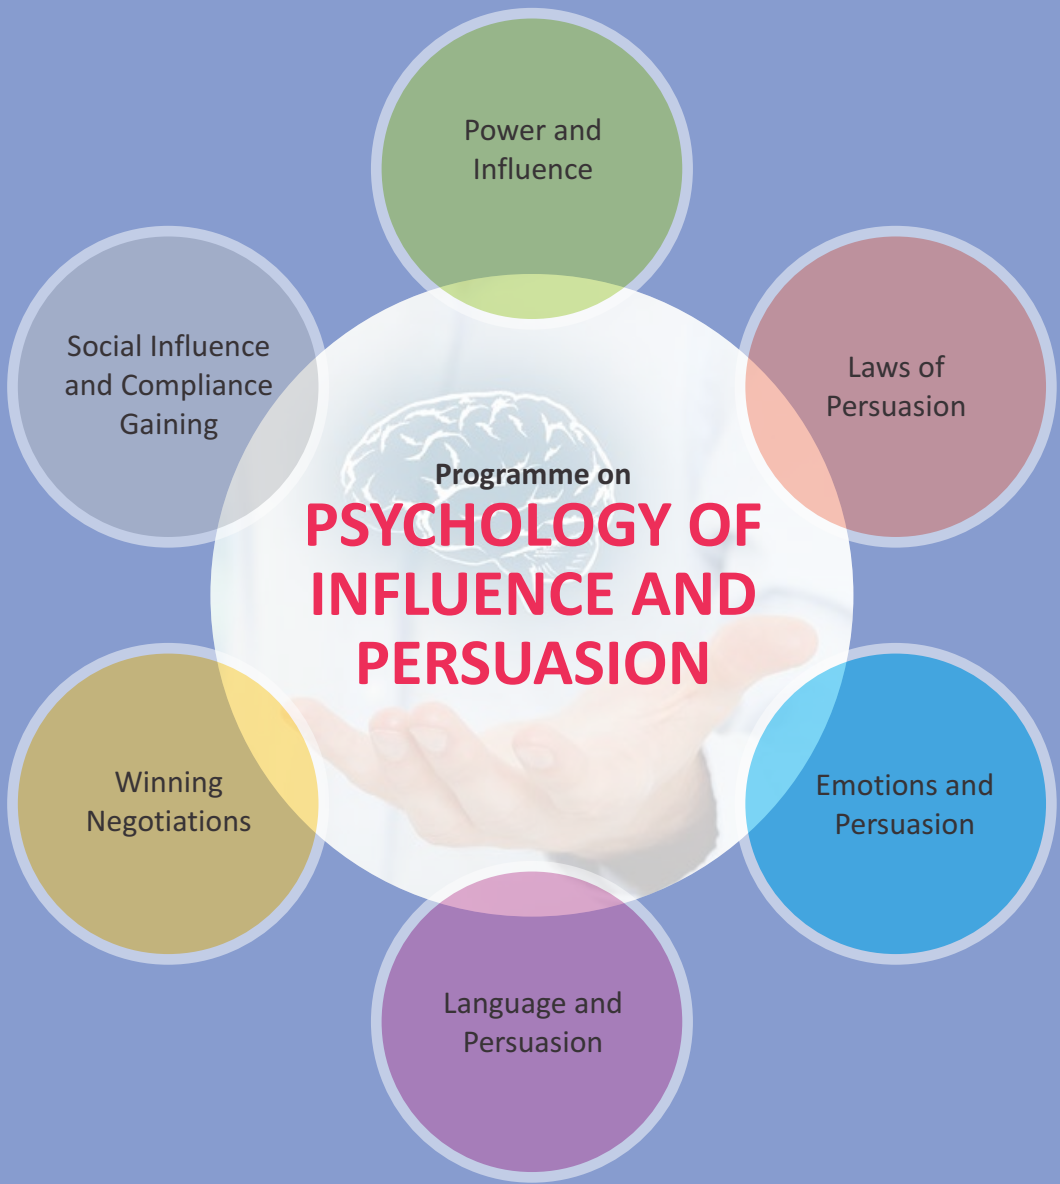 Power and
Influence
Social Influence
and Compliance
Gaining
Laws of
Persuasion
Programme on
PSYCHOLOGY OF
INFLUENCE AND
PERSUASION
Winning
Negotiations
Emotions and
Persuasion
Language and
Persuasion